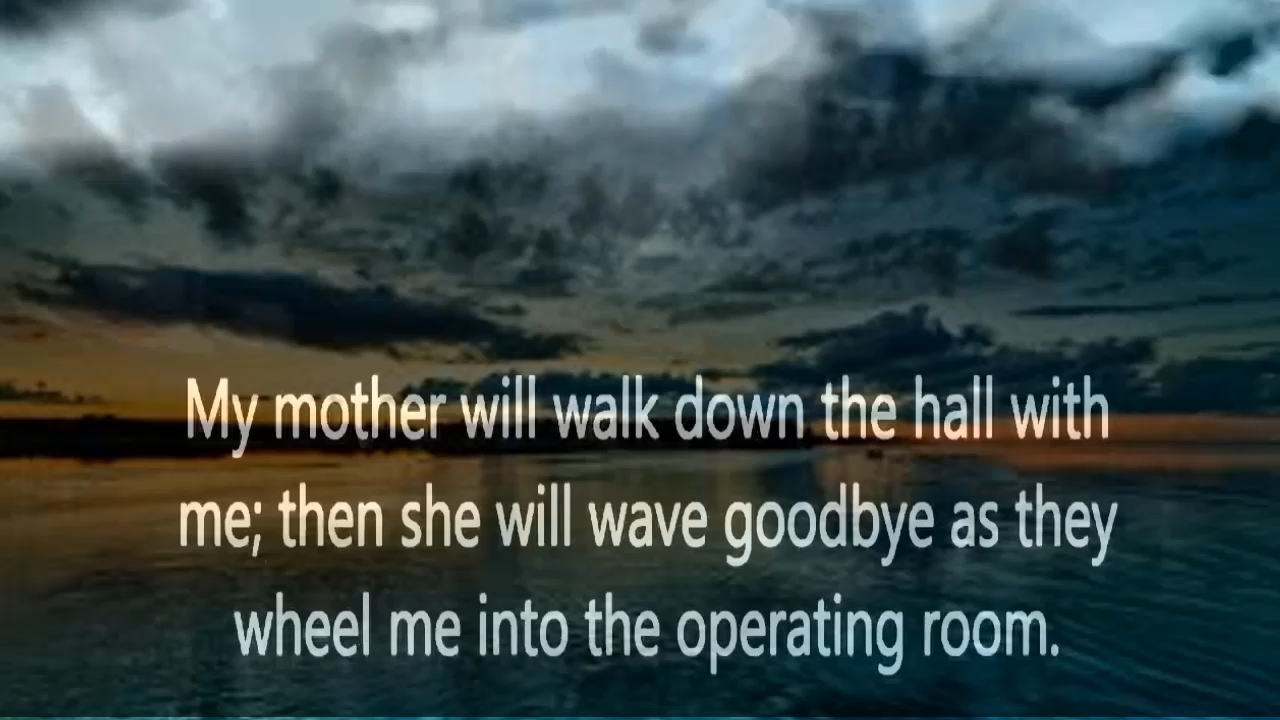 My mother will walk down the hall with
me; then she will wave goodbye as they
wheel me into the operating room.